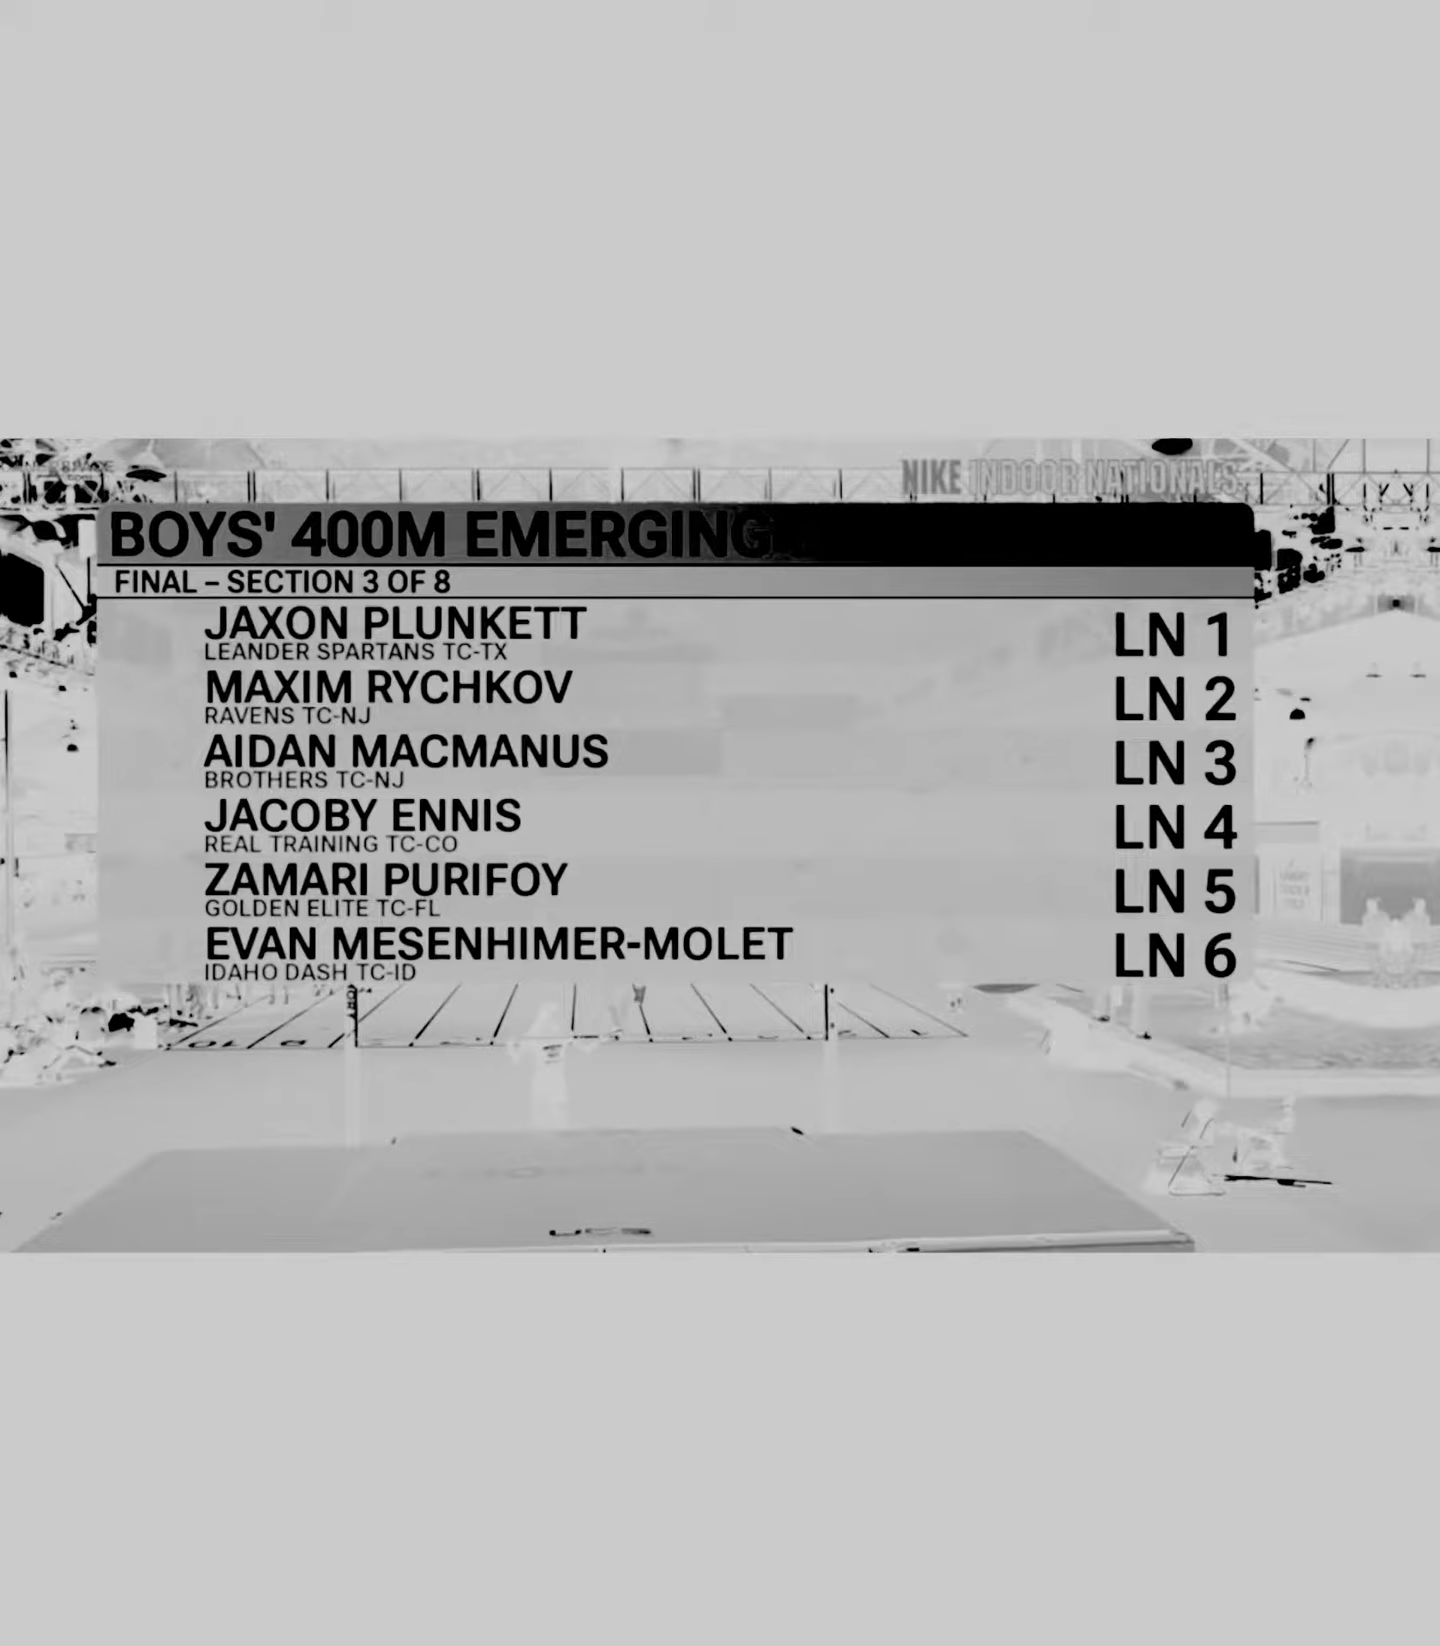 NIKE INDOOR NATIONALS
BOYS' 400M EMERGING
FINAL – SECTION 3 OF 8
JAXON PLUNKETT
LEANDER SPARTANS TC-TX
LN 1
MAXIM RYCHKOV
RAVENS TC-NJ
LN 2
AIDAN MACMANUS
BROTHERS TC-NJ
LN 3
JACOBY ENNIS
REAL TRAINING TC-CO
LN 4
ZAMARI PURIFOY
GOLDEN ELITE TC-FL
LN 5
EVAN MESENHIMER-MOLET
IDAHO DASH TC-ID
LN 6